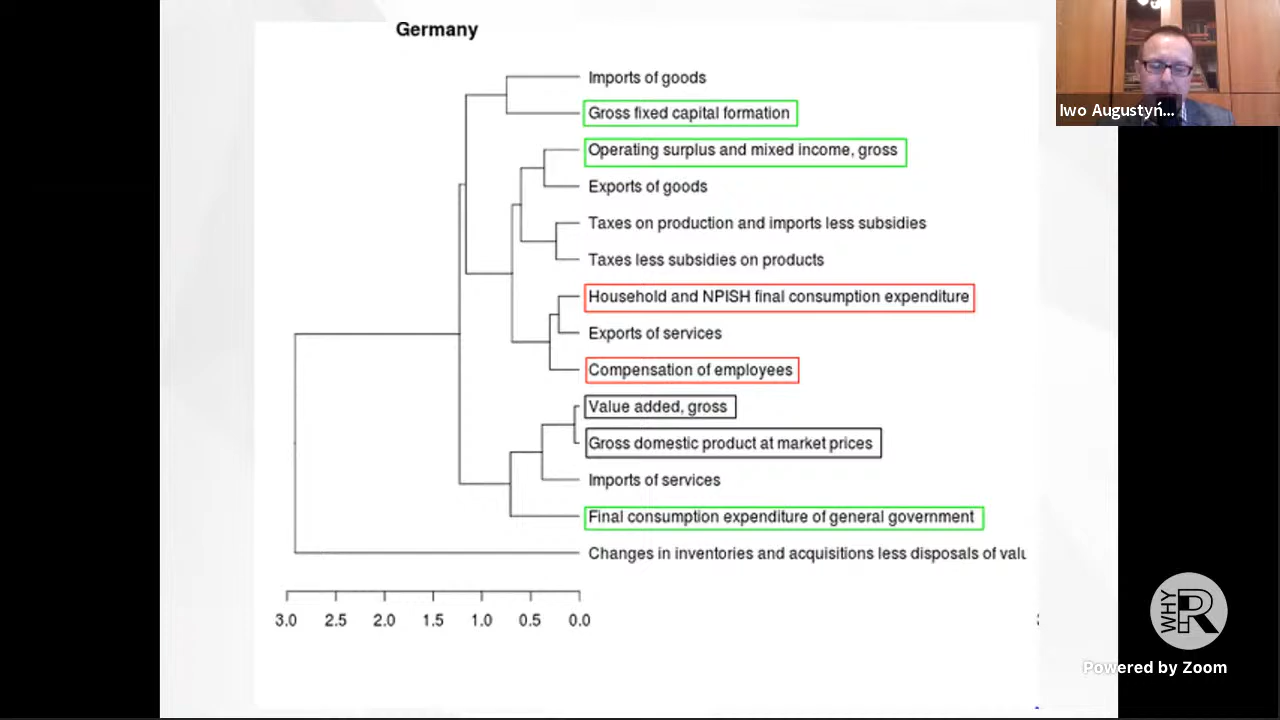 Germany
Imports of goods
Gross fixed capital formation
Operating surplus and mixed income, gross
Exports of goods
Taxes on production and imports less subsidies
Taxes less subsidies on products
Household and NPISH final consumption expenditure
Exports of services
Compensation of employees
Value added, gross
Gross domestic product at market prices
Imports of services
Final consumption expenditure of general government
Changes in inventories and acquisitions less disposals of valu
3.0 2.5 2.0 1.5 1.0 0.5 0.0
Iwo Augustyń...
WHY R
Powered by Zoom